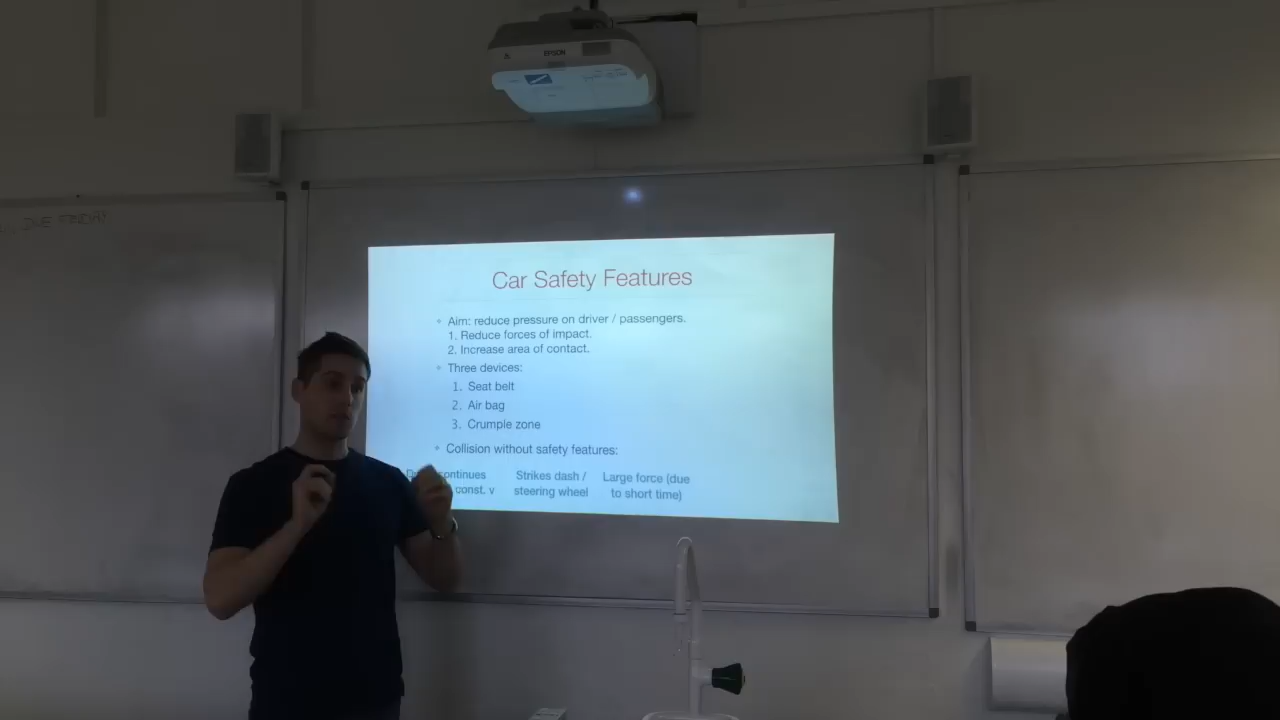 EPSON
DUE FRIDAY
Car Safety Features
Aim: reduce pressure on driver / passengers.
1. Reduce forces of impact.
2. Increase area of contact.
Three devices:
1. Seat belt
2. Air bag
3. Crumple zone
Collision without safety features:
continues
const. v
Strikes dash /
steering wheel
Large force (due
to short time)